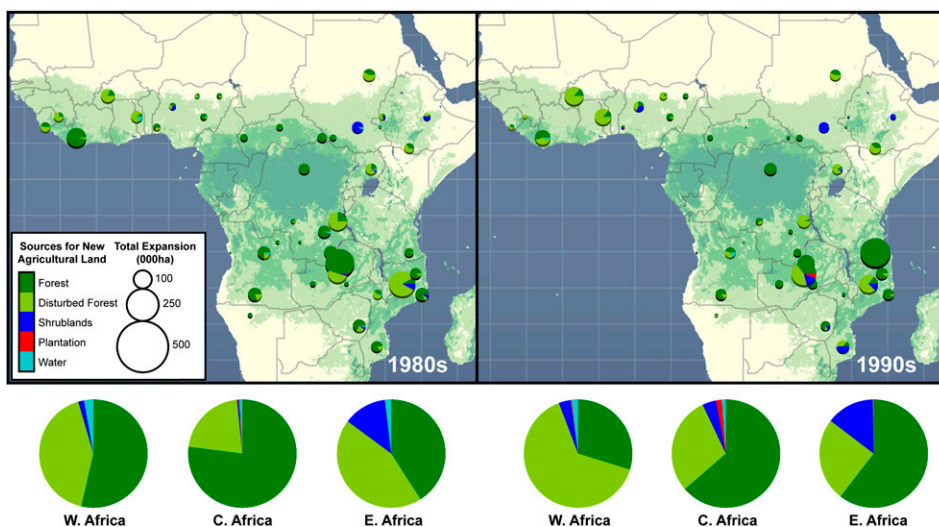 Sources for New
Agricultural Land
Total Expansion
(000ha)
Forest
Disturbed Forest
Shrublands
Plantation
Water
100
250
500
1980s
1990s
W. Africa
C. Africa
E. Africa
W. Africa
C. Africa
E. Africa